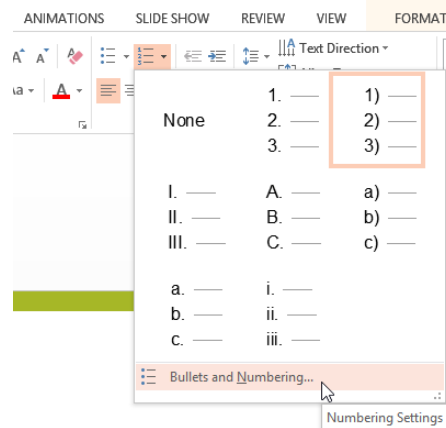 ANIMATIONS SLIDE SHOW REVIEW VIEW FORMAT
Text Direction
Aa A
None
1.
2.
3.
1)
2)
3)
I.
II.
III.
A.
B.
C.
a)
b)
c)
a.
b.
c.
i.
ii.
iii.
Bullets and Numbering...
Numbering Settings